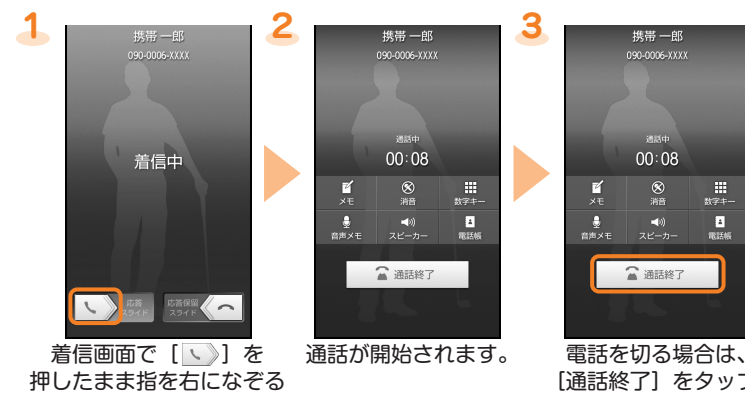 1
携帯 一郎
090-0006-XXXX
着信中
応答
スライド
応答保留
スライド
着信画面で［ ］を
押したまま指を右になぞる
2
携帯 一郎
090-0006-XXXX
通話中
00:08
メモ 消音 数字キー
音声メモ スピーカー 電話帳
通話終了
通話が開始されます。
3
携帯 一郎
090-0006-XXXX
通話中
00:08
メモ 消音 数字キー
音声メモ スピーカー 電話帳
通話終了
電話を切る場合は、
［通話終了］をタッ